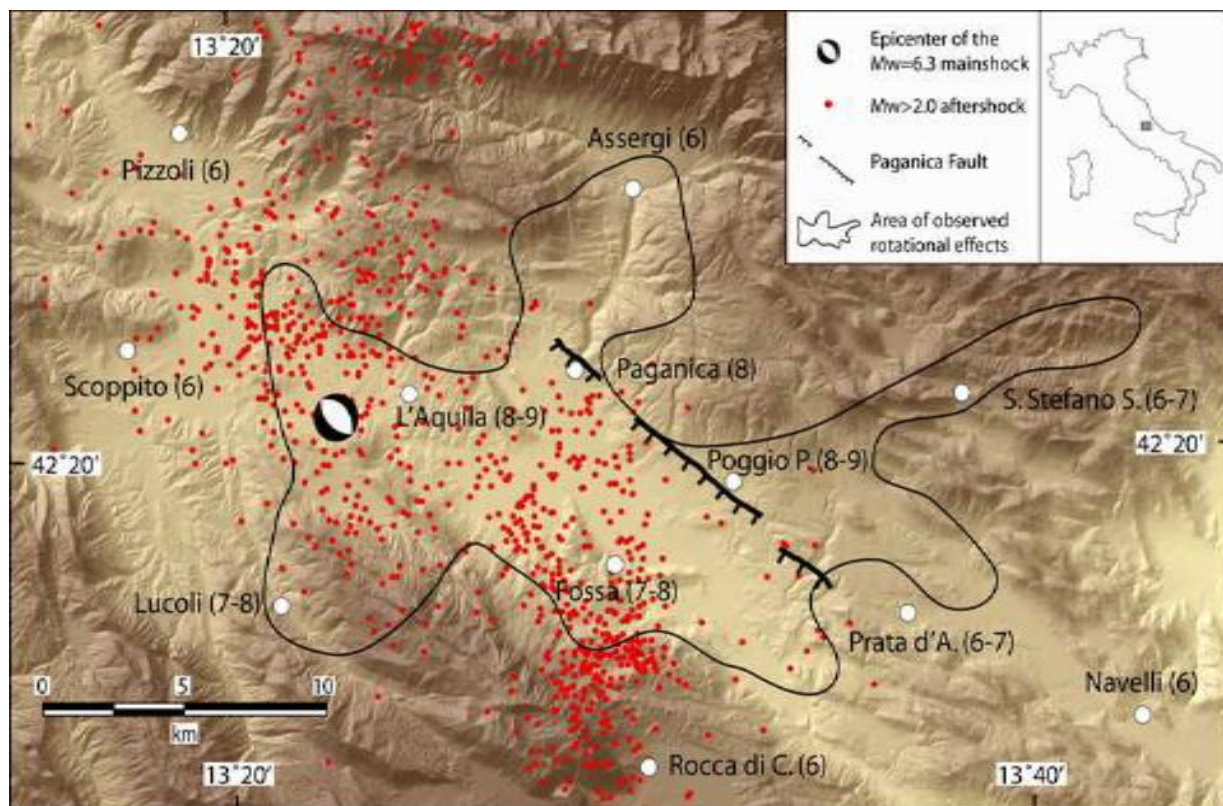 13°20′
Epicenter of the
Mw=6.3 mainshock
Mw>2.0 aftershock
Paganica Fault
Area of observed
rotational effects
Assergi (6)
Pizzoli (6)
Paganica (8)
Scoppito (6)
L'Aquila (8-9)
S. Stefano S. (6-7)
42°20′
42°20′
Poggio P. (8-9)
Fossa (7-8)
Lucoli (7-8)
Prata d'A. (6-7)
Navelli (6)
0 5 10
km
13°20′
Rocca di C. (6)
13°40′